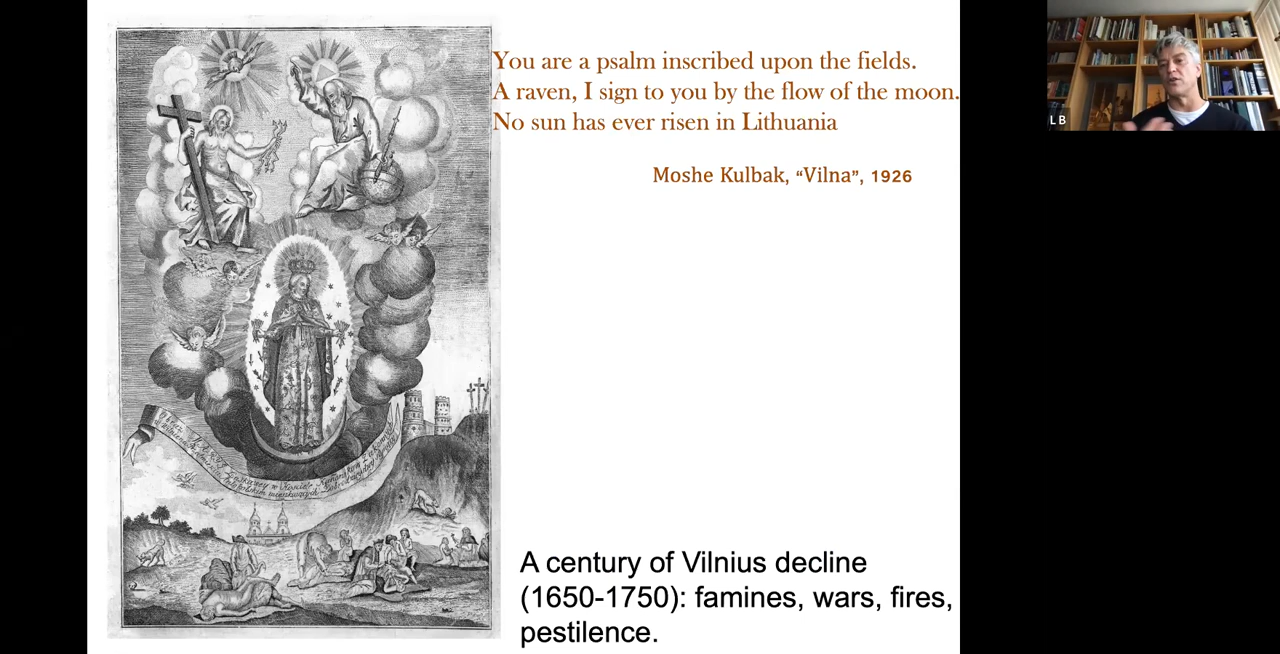 You are a psalm inscribed upon the fields.
A raven, I sign to you by the flow of the moon.
No sun has ever risen in Lithuania
Moshe Kulbak, “Vilna”, 1926
LB
A century of Vilnius decline
(1650-1750): famines, wars, fires,
pestilence.